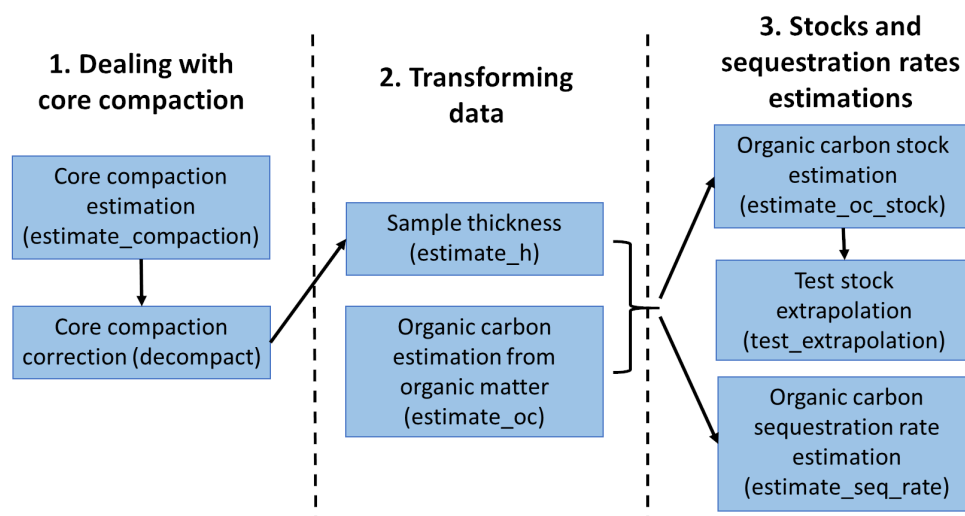 1. Dealing with
core compaction
Core compaction
estimation
(estimate_compaction)
Core compaction
correction (decompact)
2. Transforming
data
Sample thickness
(estimate_h)
Organic carbon
estimation from
organic matter
(estimate_oc)
3. Stocks and
sequestration rates
estimations
Organic carbon stock
estimation
(estimate_oc_stock)
Test stock
extrapolation
(test_extrapolation)
Organic carbon
sequestration rate
estimation
(estimate_seq_rate)